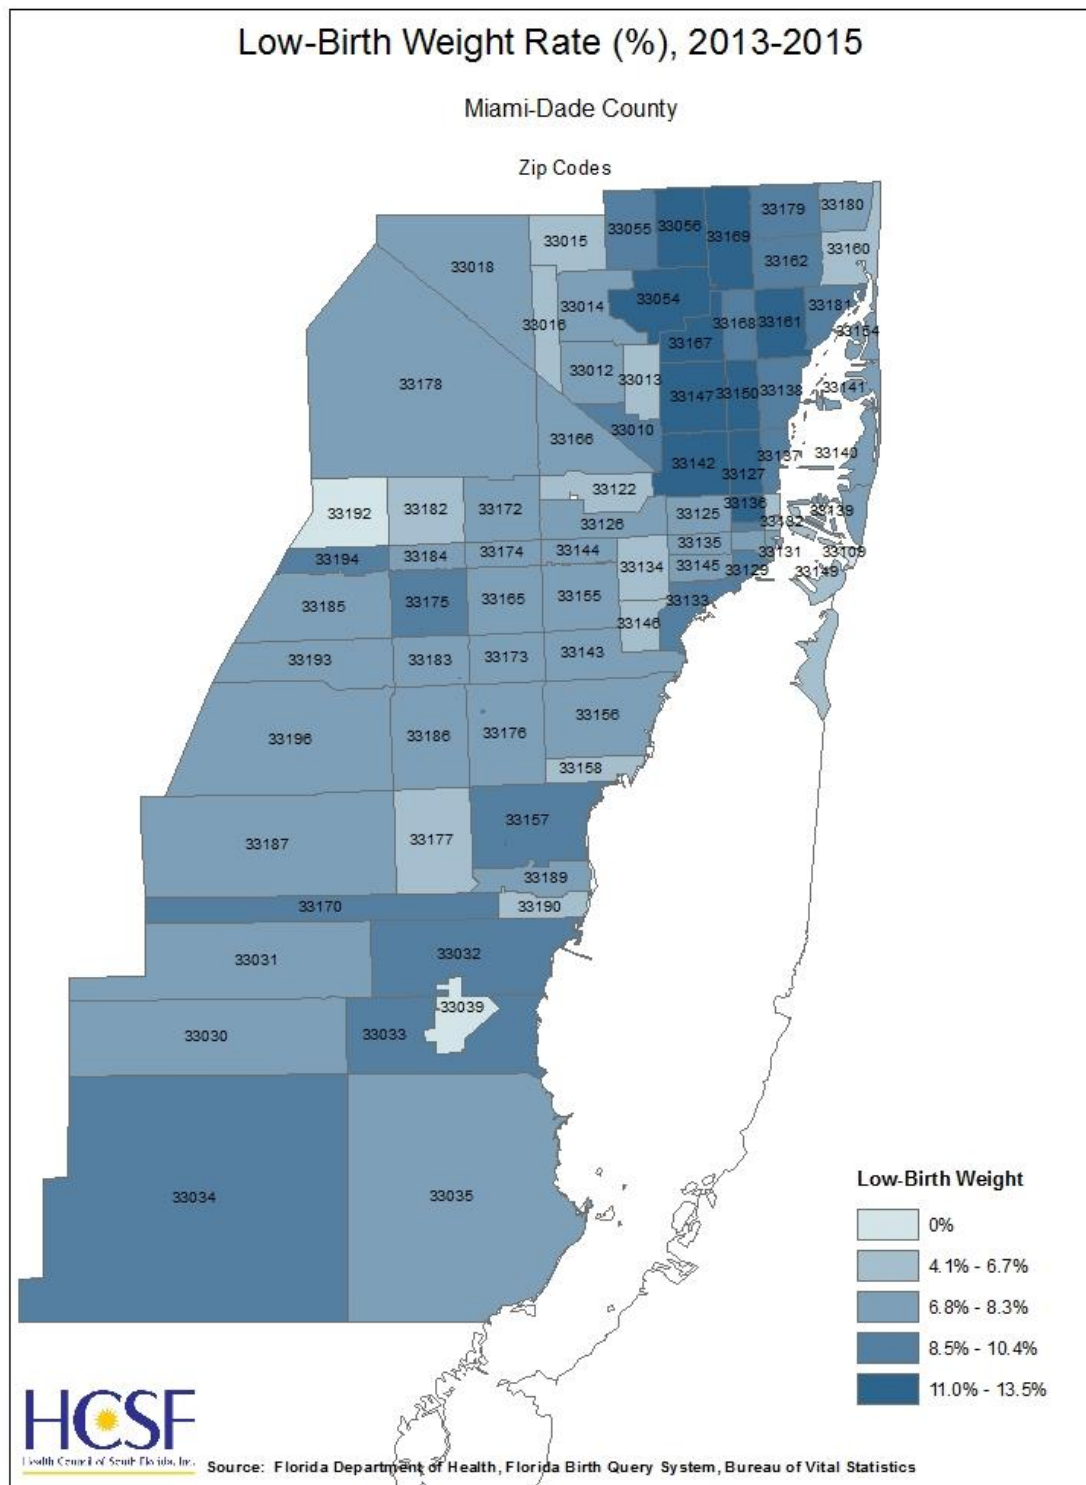 Low-Birth Weight Rate (%), 2013-2015
Miami-Dade County
Zip Codes
33179 33180
33055 33056 33169
33015 33160
33018 33162
33014 33054 33181
33016 33168 33161 33154
33167
33178 33012 33013 33147 33150 33138 33141
33166 33010
33142 33127 33137 33140
33192 33182 33172 33122 33125 33136 33139
33126 33132
33194 33184 33174 33144 33135 33131 33109
33134 33145 33129 33149
33185 33175 33165 33155 33133
33146
33193 33183 33173 33143
33196 33186 33176 33156
33158
33187 33177 33157
33189
33170 33190
33031 33032
33030 33033 33039
33034 33035
Low-Birth Weight
0%
4.1% - 6.7%
6.8% - 8.3%
8.5% - 10.4%
11.0% - 13.5%
HCSF
Health Council of South Florida, Inc.
Source: Florida Department of Health, Florida Birth Query System, Bureau of Vital Statistics